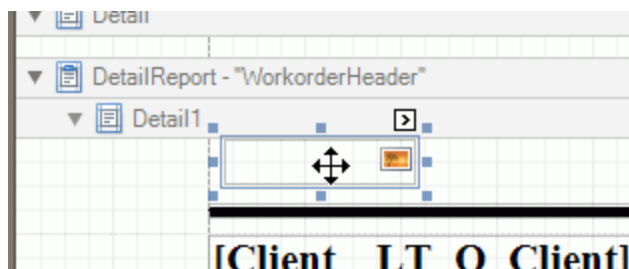 Detail
DetailReport - "WorkorderHeader"
Detail1
[Client_LT_O_Client]